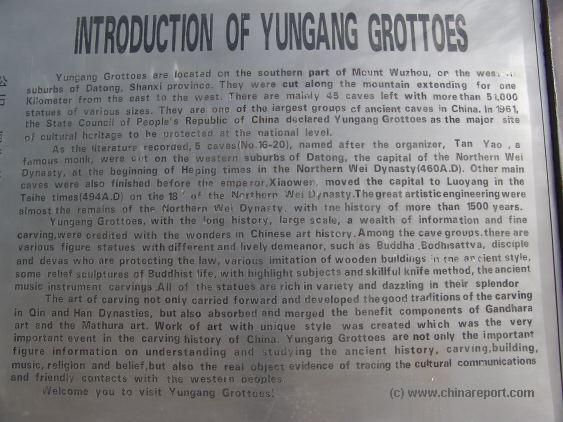 INTRODUCTION OF YUNGANG GROTTOES
Yungang Grottoes are located on the southern part of Mount Wuzhou, or the
suburbs of Datong, Shanxi province. They were cut along the mountain extending for one
Kilometer from the east to the west. There are mainly 45 caves left with more than 51,000
statues of various sizes. They are one of the largest groups of ancient caves in China. In 1961,
the State Council of People's Republic of China declared Yungang Grottoes as the major site
of cultural heritage to be protected at the national level.
As the literature recorded, 5 caves(No.16-20), named after the organizer, Tan Yao , a
famous monk, were cut on the western suburbs of Datong, the capital of the Northern Wei
Dynasty, at the beginning of Heping times in the Northern Wei Dynasty(460A.D). Other main
caves were also finished before the emperor,Xiaowen, moved the capital to Luoyang in the
Taihe times(494A.D) on the 18 of the Northern Wei Dynasty.The great artistic engineering were
almost the remains of the Northern Wei Dynasty, with the history of more than 1500 years.
Yungang Grottoes, with the long history, large scale, a wealth of information and fine
carving,were credited with the wonders in Chinese art history.Among the cave groups,there are
various figure statues with different and lively demeanor, such as Buddha ,Bodhisattva, disciple
and devas who are protecting the law, various imitation of wooden buildings in the ancient style,
some relief sculptures of Buddhist life, with highlight subjects and skillful knife method, the ancient
music instrument carvings .All of the statues are rich in variety and dazzling in their splendor
The art of carving not only carried forward and developed the good traditions of the carving
in Qin and Han Dynasties, but also absorbed and merged the benefit components of Gandhara
art and the Mathura art. Work of art with unique style was created which was the very
important event in the carving history of China. Yungang Grottoes are not only the important
figure information on understanding and studying the ancient history, carving,building,
music,religion and belief,but also the real object evidence of tracing the cultural communications
and friendly contacts with the western peoples
Welcome you to visit Yungang Grottoes!
(c) www.chinareport.com